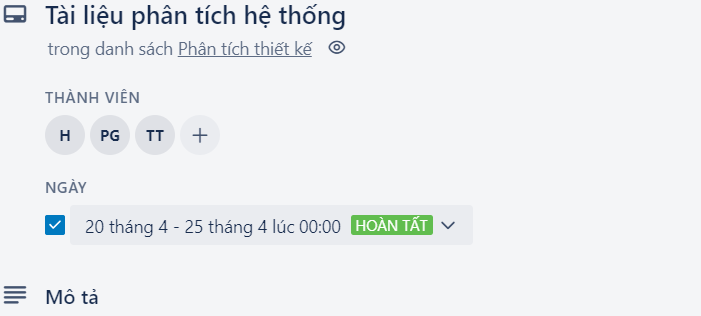 Tài liệu phân tích hệ thống
trong danh sách Phân tích thiết kế
THÀNH VIÊN
H PG TT
NGÀY
20 tháng 4 - 25 tháng 4 lúc 00:00 HOÀN TẤT
Mô tả